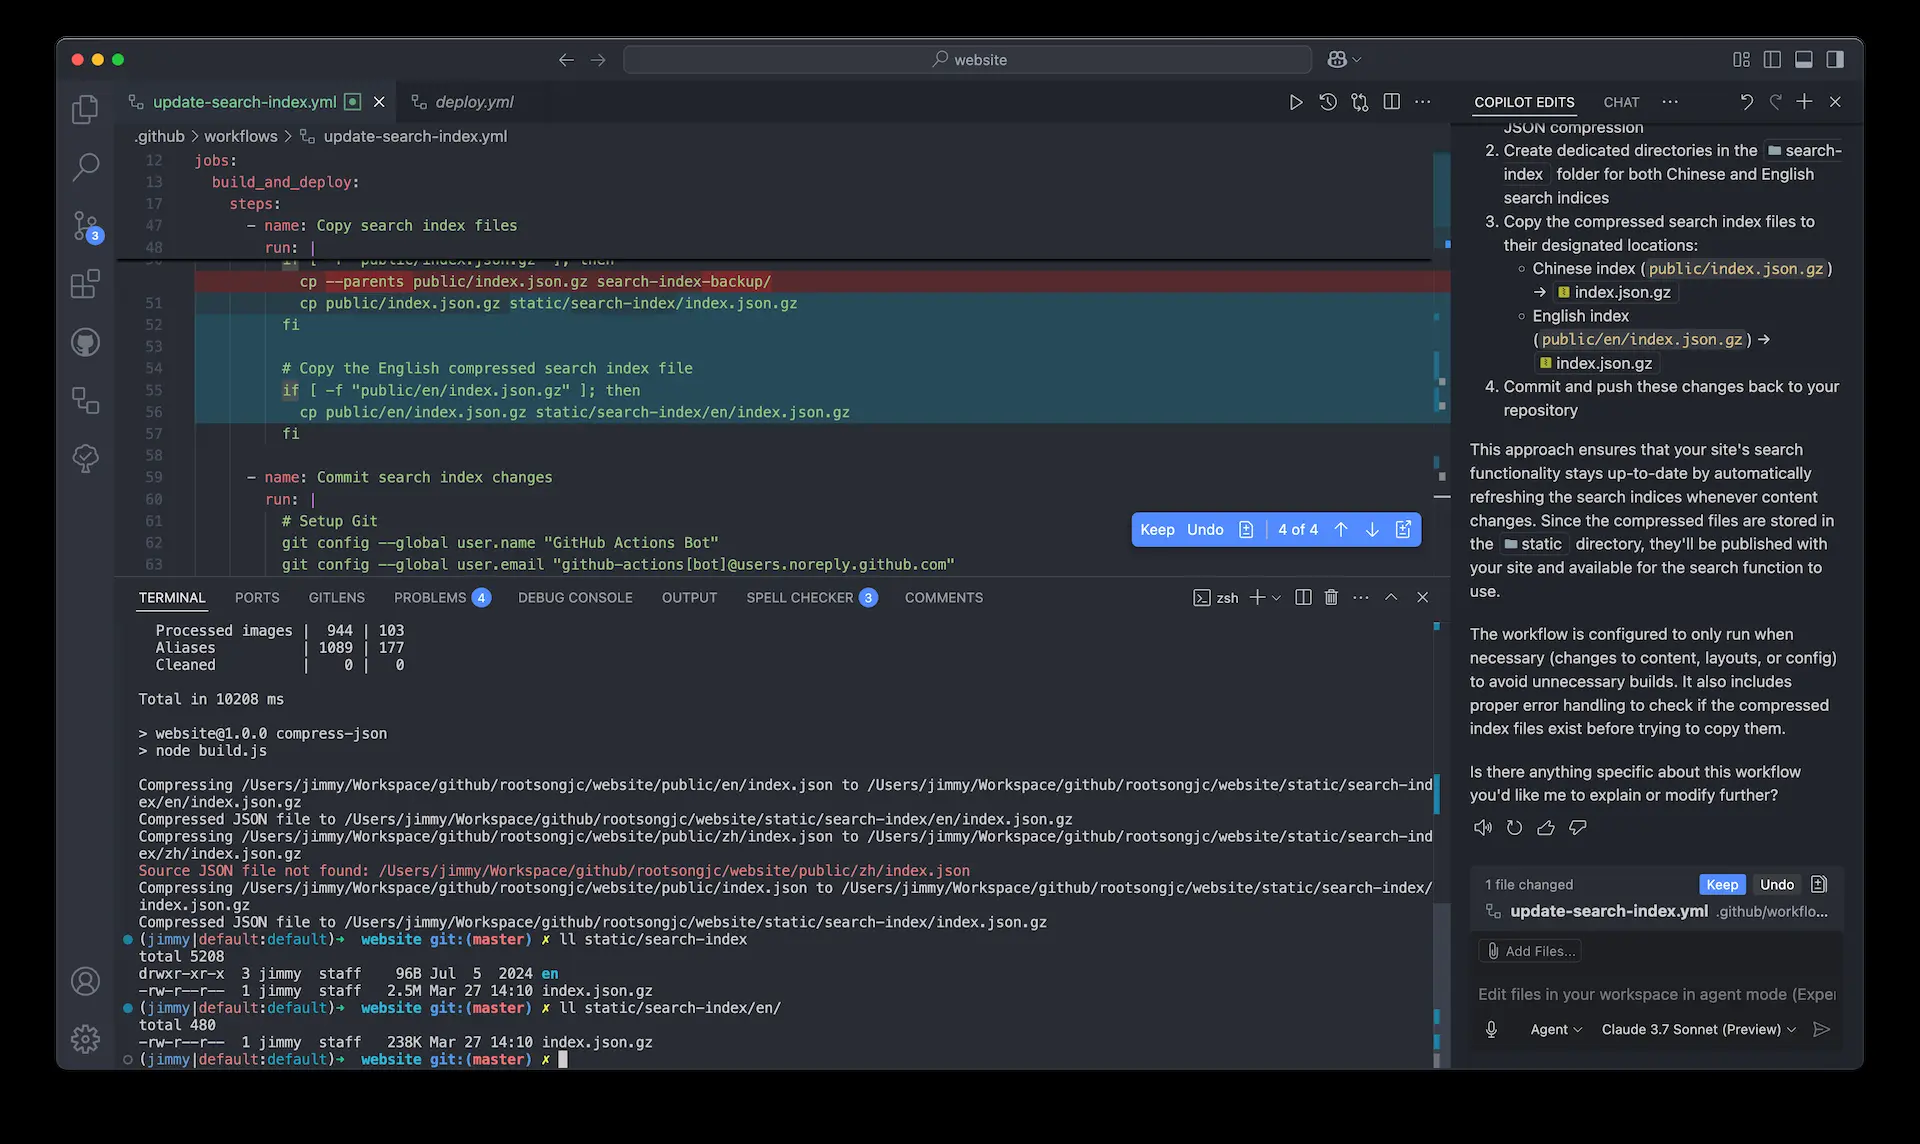 website
update-search-index.yml
deploy.yml
.github > workflows > update-search-index.yml
12 jobs:
13 build_and_deploy:
17 steps:
47 - name: Copy search index files
48 run: |
50 if [ -f "public/index.json.gz" ]; then
cp --parents public/index.json.gz search-index-backup/
51 cp public/index.json.gz static/search-index/index.json.gz
52 fi
53
54 # Copy the English compressed search index file
55 if [ -f "public/en/index.json.gz" ]; then
56 cp public/en/index.json.gz static/search-index/en/index.json.gz
57 fi
58
59 - name: Commit search index changes
60 run: |
61 # Setup Git
62 git config --global user.name "GitHub Actions Bot"
63 git config --global user.email "github-actions[bot]@users.noreply.github.com"
Keep Undo 4 of 4
3
TERMINAL PORTS GITLENS PROBLEMS 4 DEBUG CONSOLE OUTPUT SPELL CHECKER 3 COMMENTS
zsh
Processed images | 944 | 103
Aliases | 1089 | 177
Cleaned | 0 | 0
Total in 10208 ms
> website@1.0.0 compress-json
> node build.js
Compressing /Users/jimmy/Workspace/github/rootsongjc/website/public/en/index.json to /Users/jimmy/Workspace/github/rootsongjc/website/static/search-ind
ex/en/index.json.gz
Compressed JSON file to /Users/jimmy/Workspace/github/rootsongjc/website/static/search-index/en/index.json.gz
Compressing /Users/jimmy/Workspace/github/rootsongjc/website/public/zh/index.json to /Users/jimmy/Workspace/github/rootsongjc/website/static/search-ind
ex/zh/index.json.gz
Source JSON file not found: /Users/jimmy/Workspace/github/rootsongjc/website/public/zh/index.json
Compressing /Users/jimmy/Workspace/github/rootsongjc/website/public/index.json to /Users/jimmy/Workspace/github/rootsongjc/website/static/search-index/
index.json.gz
Compressed JSON file to /Users/jimmy/Workspace/github/rootsongjc/website/static/search-index/index.json.gz
(jimmy|default:default)➜ website git:(master) ✗ ll static/search-index
total 5208
drwxr-xr-x 3 jimmy staff 96B Jul 5 2024 en
-rw-r--r-- 1 jimmy staff 2.5M Mar 27 14:10 index.json.gz
(jimmy|default:default)➜ website git:(master) ✗ ll static/search-index/en/
total 480
-rw-r--r-- 1 jimmy staff 238K Mar 27 14:10 index.json.gz
(jimmy|default:default)➜ website git:(master) ✗
COPILOT EDITS CHAT
JSON compression
2. Create dedicated directories in the search-
index folder for both Chinese and English
search indices
3. Copy the compressed search index files to
their designated locations:
○ Chinese index (public/index.json.gz)
→ index.json.gz
○ English index
(public/en/index.json.gz) →
index.json.gz
4. Commit and push these changes back to your
repository
This approach ensures that your site's search
functionality stays up-to-date by automatically
refreshing the search indices whenever content
changes. Since the compressed files are stored in
the static directory, they'll be published with
your site and available for the search function to
use.
The workflow is configured to only run when
necessary (changes to content, layouts, or config)
to avoid unnecessary builds. It also includes
proper error handling to check if the compressed
index files exist before trying to copy them.
Is there anything specific about this workflow
you'd like me to explain or modify further?
1 file changed Keep Undo
update-search-index.yml .github/workflo...
Add Files...
Edit files in your workspace in agent mode (Exper
Agent Claude 3.7 Sonnet (Preview)